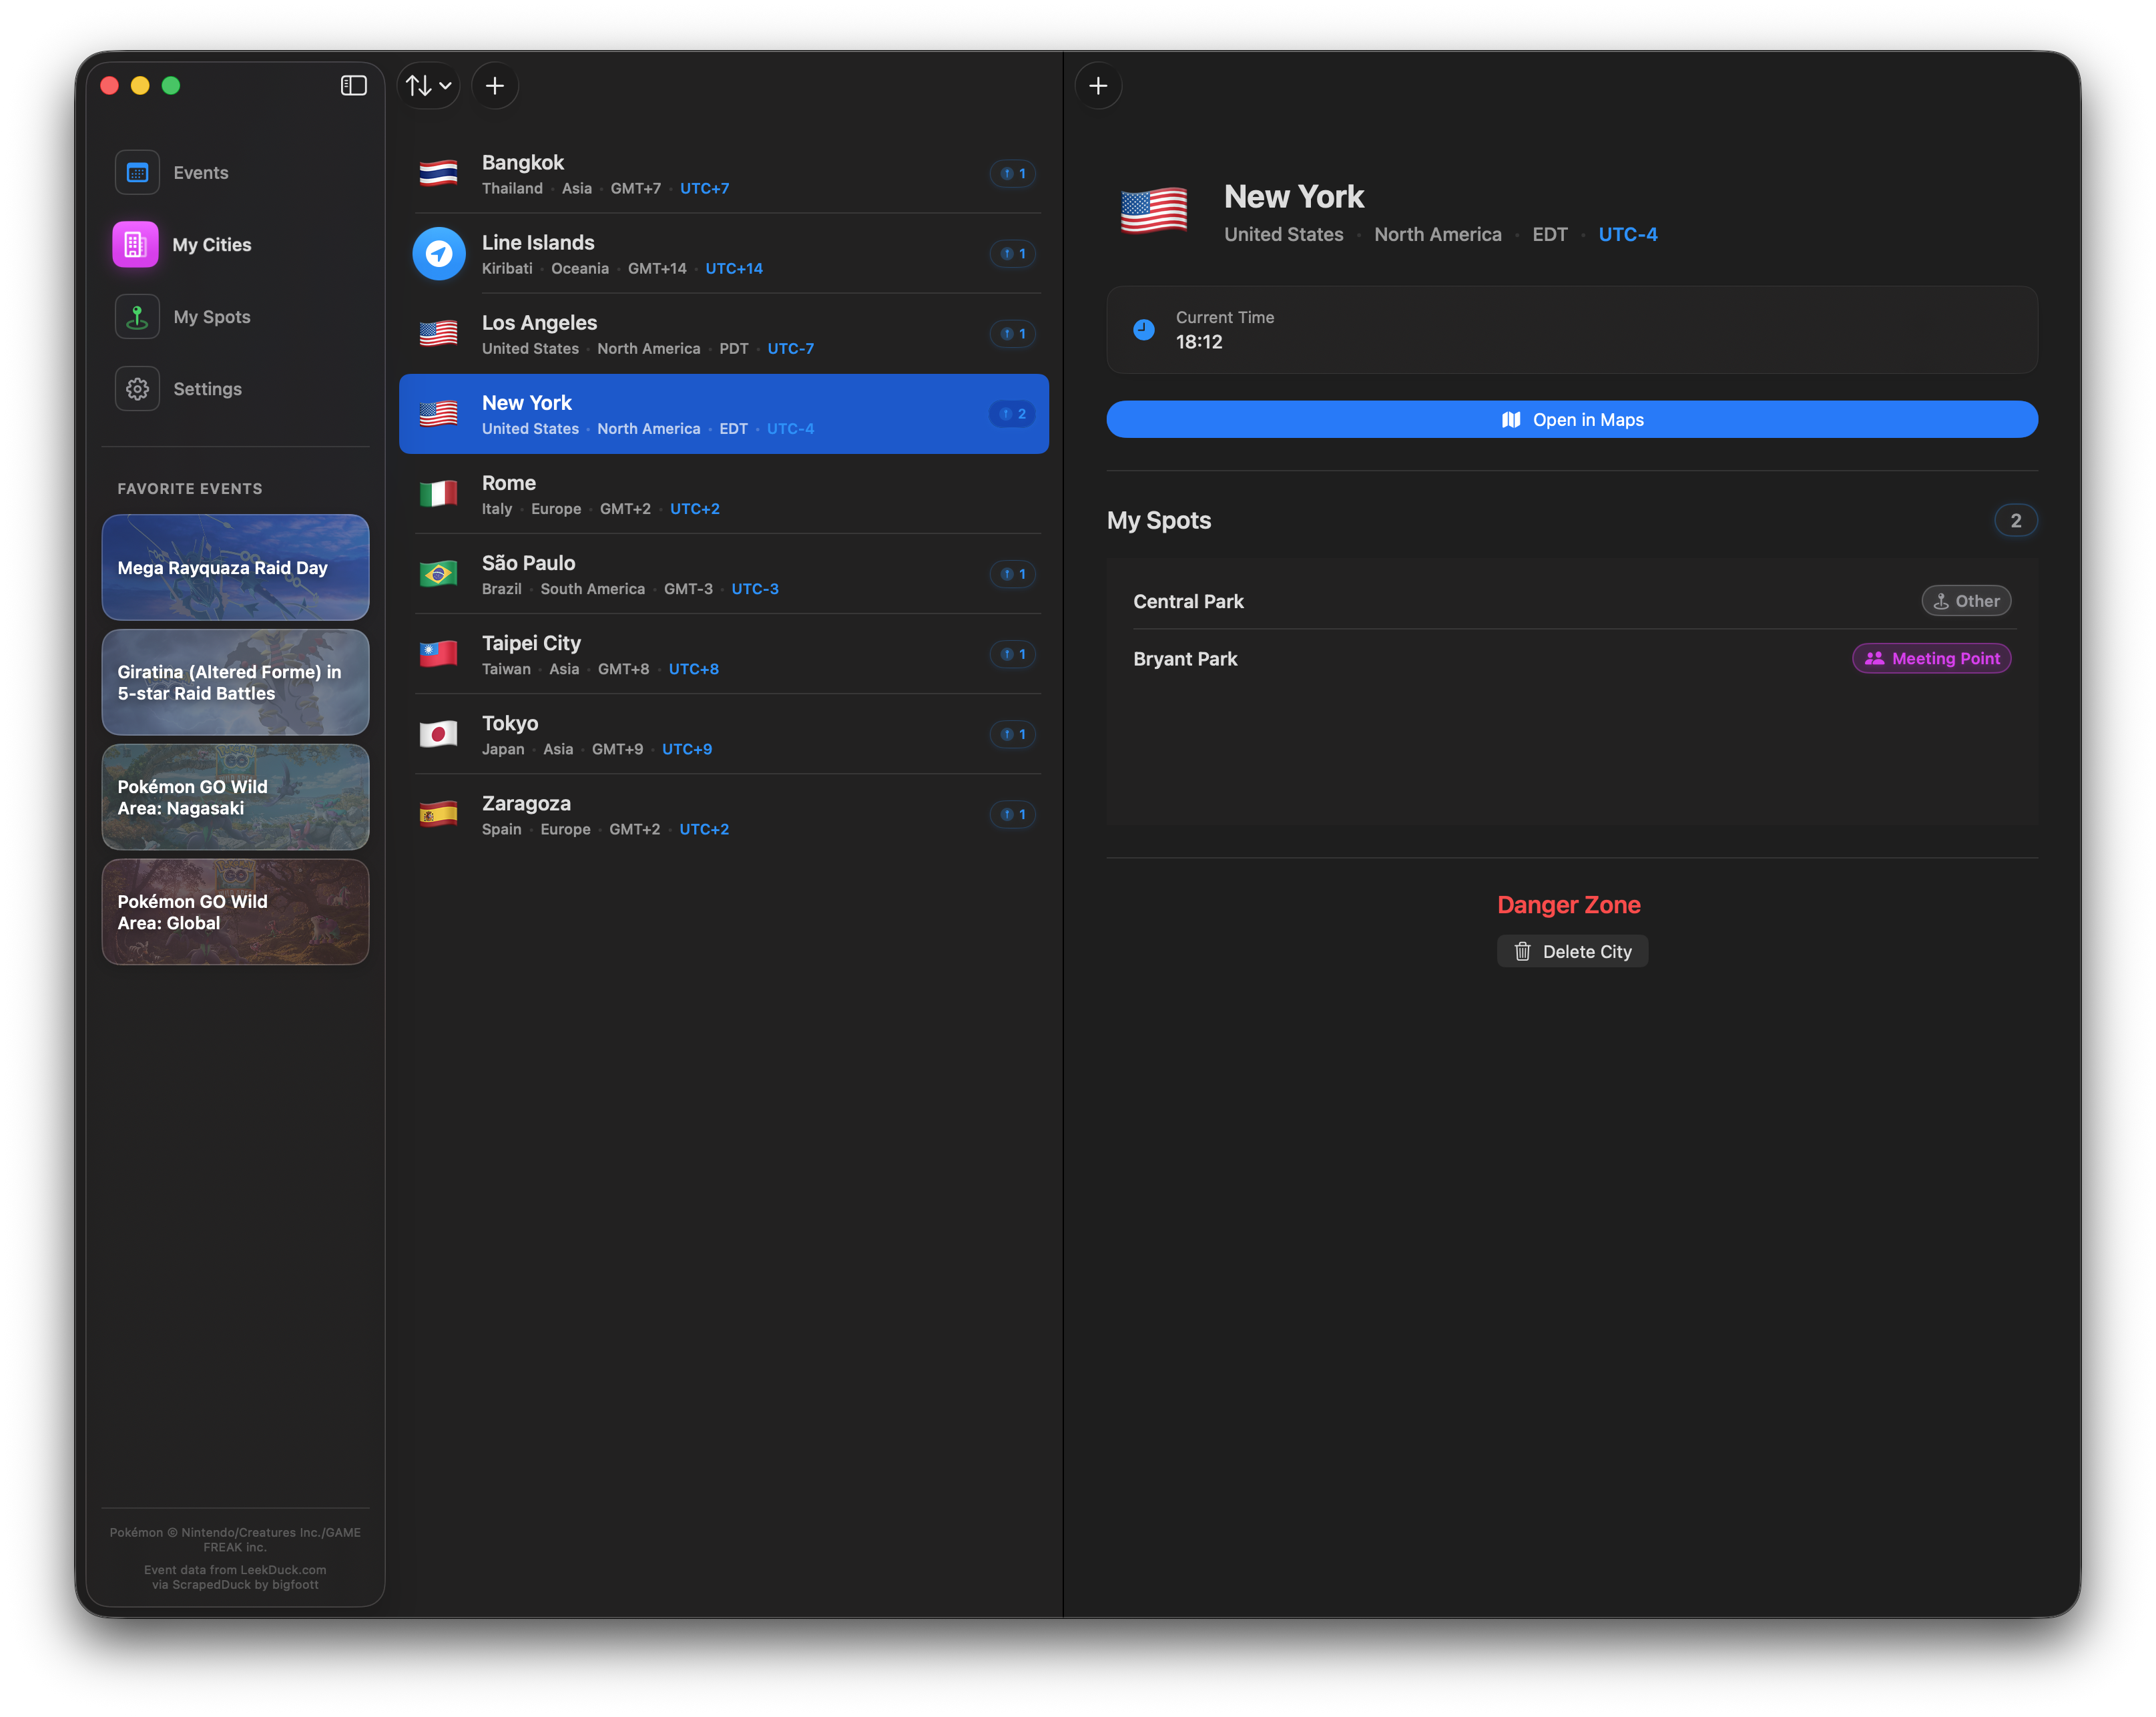 Events
My Cities
My Spots
Settings
FAVORITE EVENTS
Mega Rayquaza Raid Day
Giratina (Altered Forme) in
5-star Raid Battles
Pokémon GO Wild
Area: Nagasaki
Pokémon GO Wild
Area: Global
Pokémon © Nintendo/Creatures Inc./GAME
FREAK inc.
Event data from LeekDuck.com
via ScrapedDuck by bigfoott
Bangkok
Thailand · Asia · GMT+7 · UTC+7
1
Line Islands
Kiribati · Oceania · GMT+14 · UTC+14
1
Los Angeles
United States · North America · PDT · UTC-7
1
New York
United States · North America · EDT · UTC-4
2
Rome
Italy · Europe · GMT+2 · UTC+2
São Paulo
Brazil · South America · GMT-3 · UTC-3
1
Taipei City
Taiwan · Asia · GMT+8 · UTC+8
1
Tokyo
Japan · Asia · GMT+9 · UTC+9
1
Zaragoza
Spain · Europe · GMT+2 · UTC+2
1
New York
United States · North America · EDT · UTC-4
Current Time
18:12
Open in Maps
My Spots
2
Central Park
Other
Bryant Park
Meeting Point
Danger Zone
Delete City